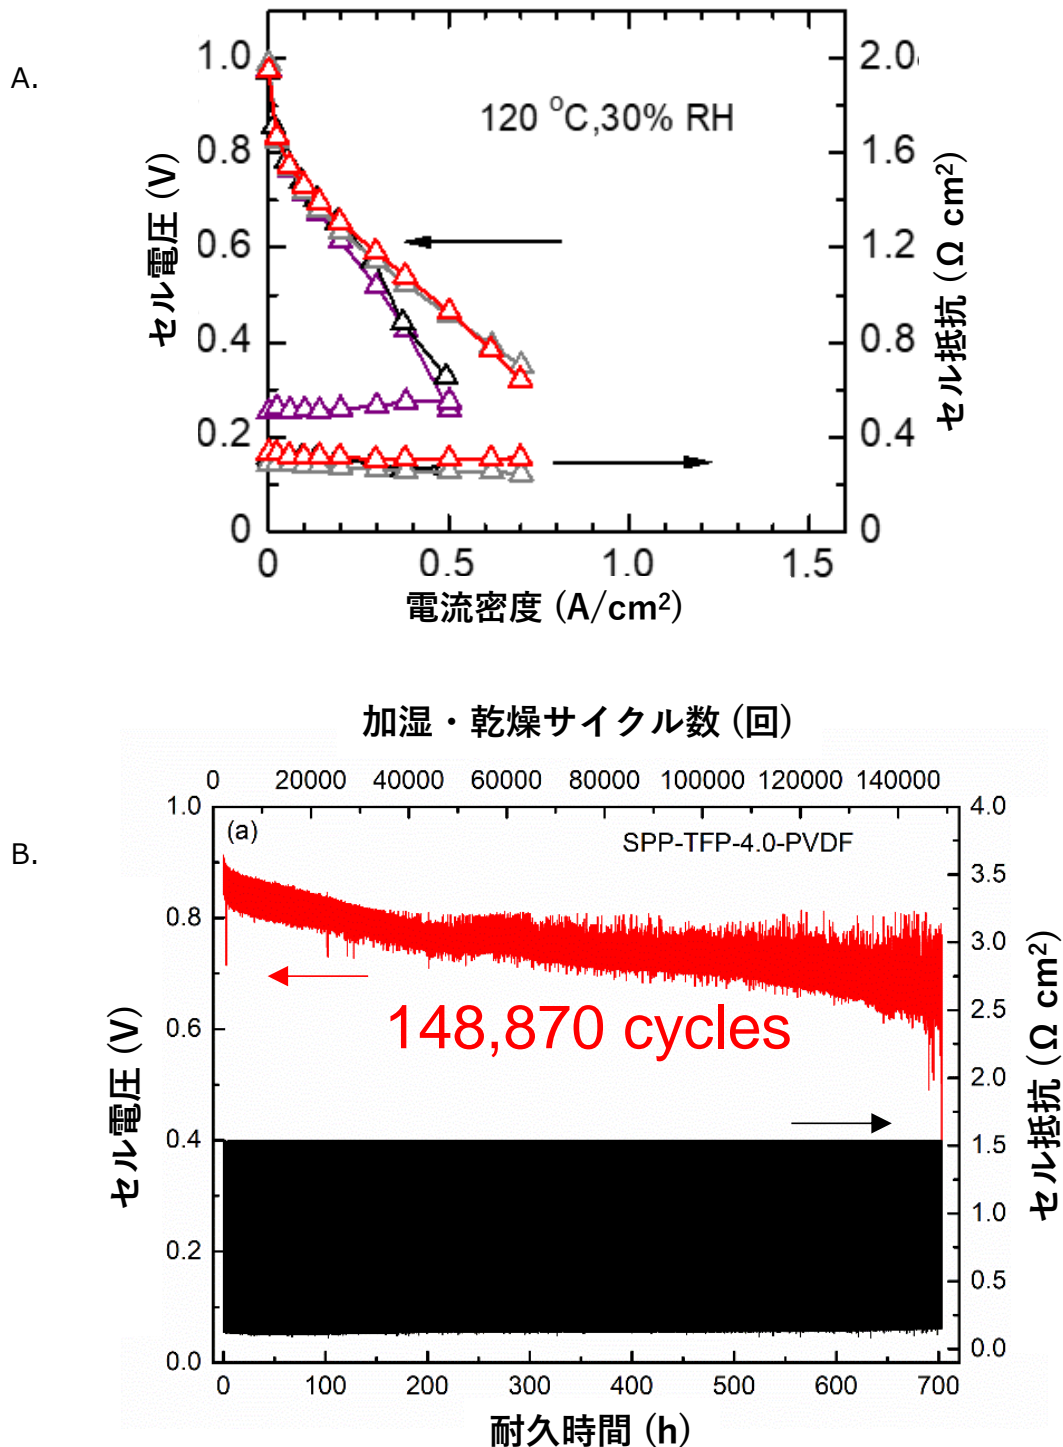 A.
120 °C,30% RH
セル電圧 (V)
1.0
0.8
0.6
0.4
0.2
0
2.0
1.6
1.2
0.8
0.4
0
セル抵抗 (Ω cm²)
0 0.5 1.0 1.5
電流密度 (A/cm²)
B.
加湿・乾燥サイクル数 (回)
0 20000 40000 60000 80000 100000 120000 140000
(a)
SPP-TFP-4.0-PVDF
148,870 cycles
セル電圧 (V)
1.0
0.8
0.6
0.4
0.2
0.0
4.0
3.5
3.0
2.5
2.0
1.5
1.0
0.5
0.0
セル抵抗 (Ω cm²)
0 100 200 300 400 500 600 700
耐久時間 (h)